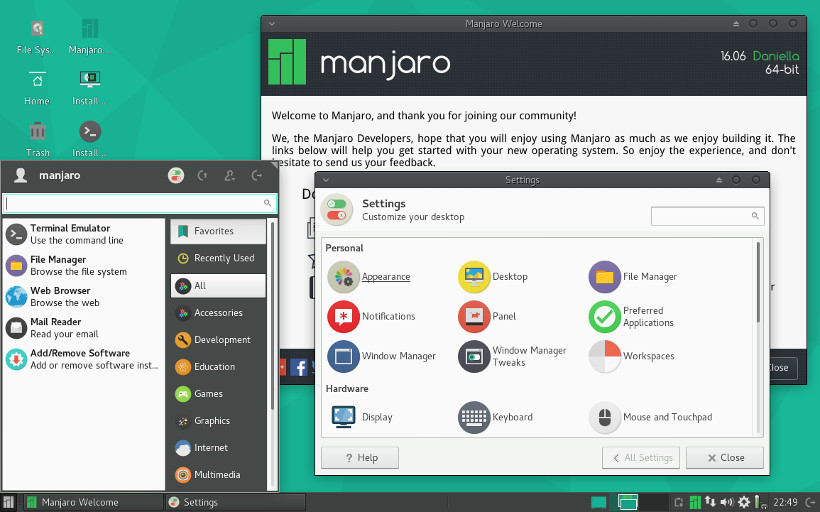 File Sys...
Manjaro...
Home
Install...
Trash
Install...
Manjaro Welcome
manjaro
16.06 Daniella
64-bit
Welcome to Manjaro, and thank you for joining our community!
We, the Manjaro Developers, hope that you will enjoy using Manjaro as much as we enjoy building it. The
links below will help you get started with your new operating system. So enjoy the experience, and don't
hesitate to send us your feedback.
manjaro
Terminal Emulator
Use the command line
File Manager
Browse the file system
Web Browser
Browse the web
Mail Reader
Read your email
Add/Remove Software
Add or remove software inst...
Favorites
Recently Used
All
Accessories
Development
Education
Games
Graphics
Internet
Multimedia
Settings
Settings
Customize your desktop
Personal
Appearance
Desktop
File Manager
Notifications
Panel
Preferred
Applications
Window Manager
Window Manager
Tweaks
Workspaces
Hardware
Display
Keyboard
Mouse and Touchpad
? Help
All Settings
Close
Manjaro Welcome
Settings
22:49